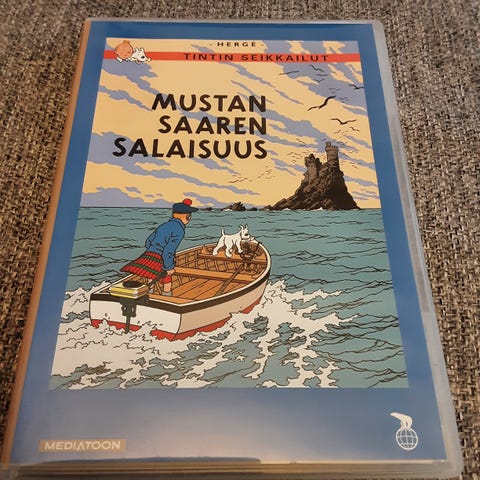 - HERGÉ -
TINTIN SEIKKAILUT
MUSTAN
SAAREN
SALAISUUS
MEDIATOON